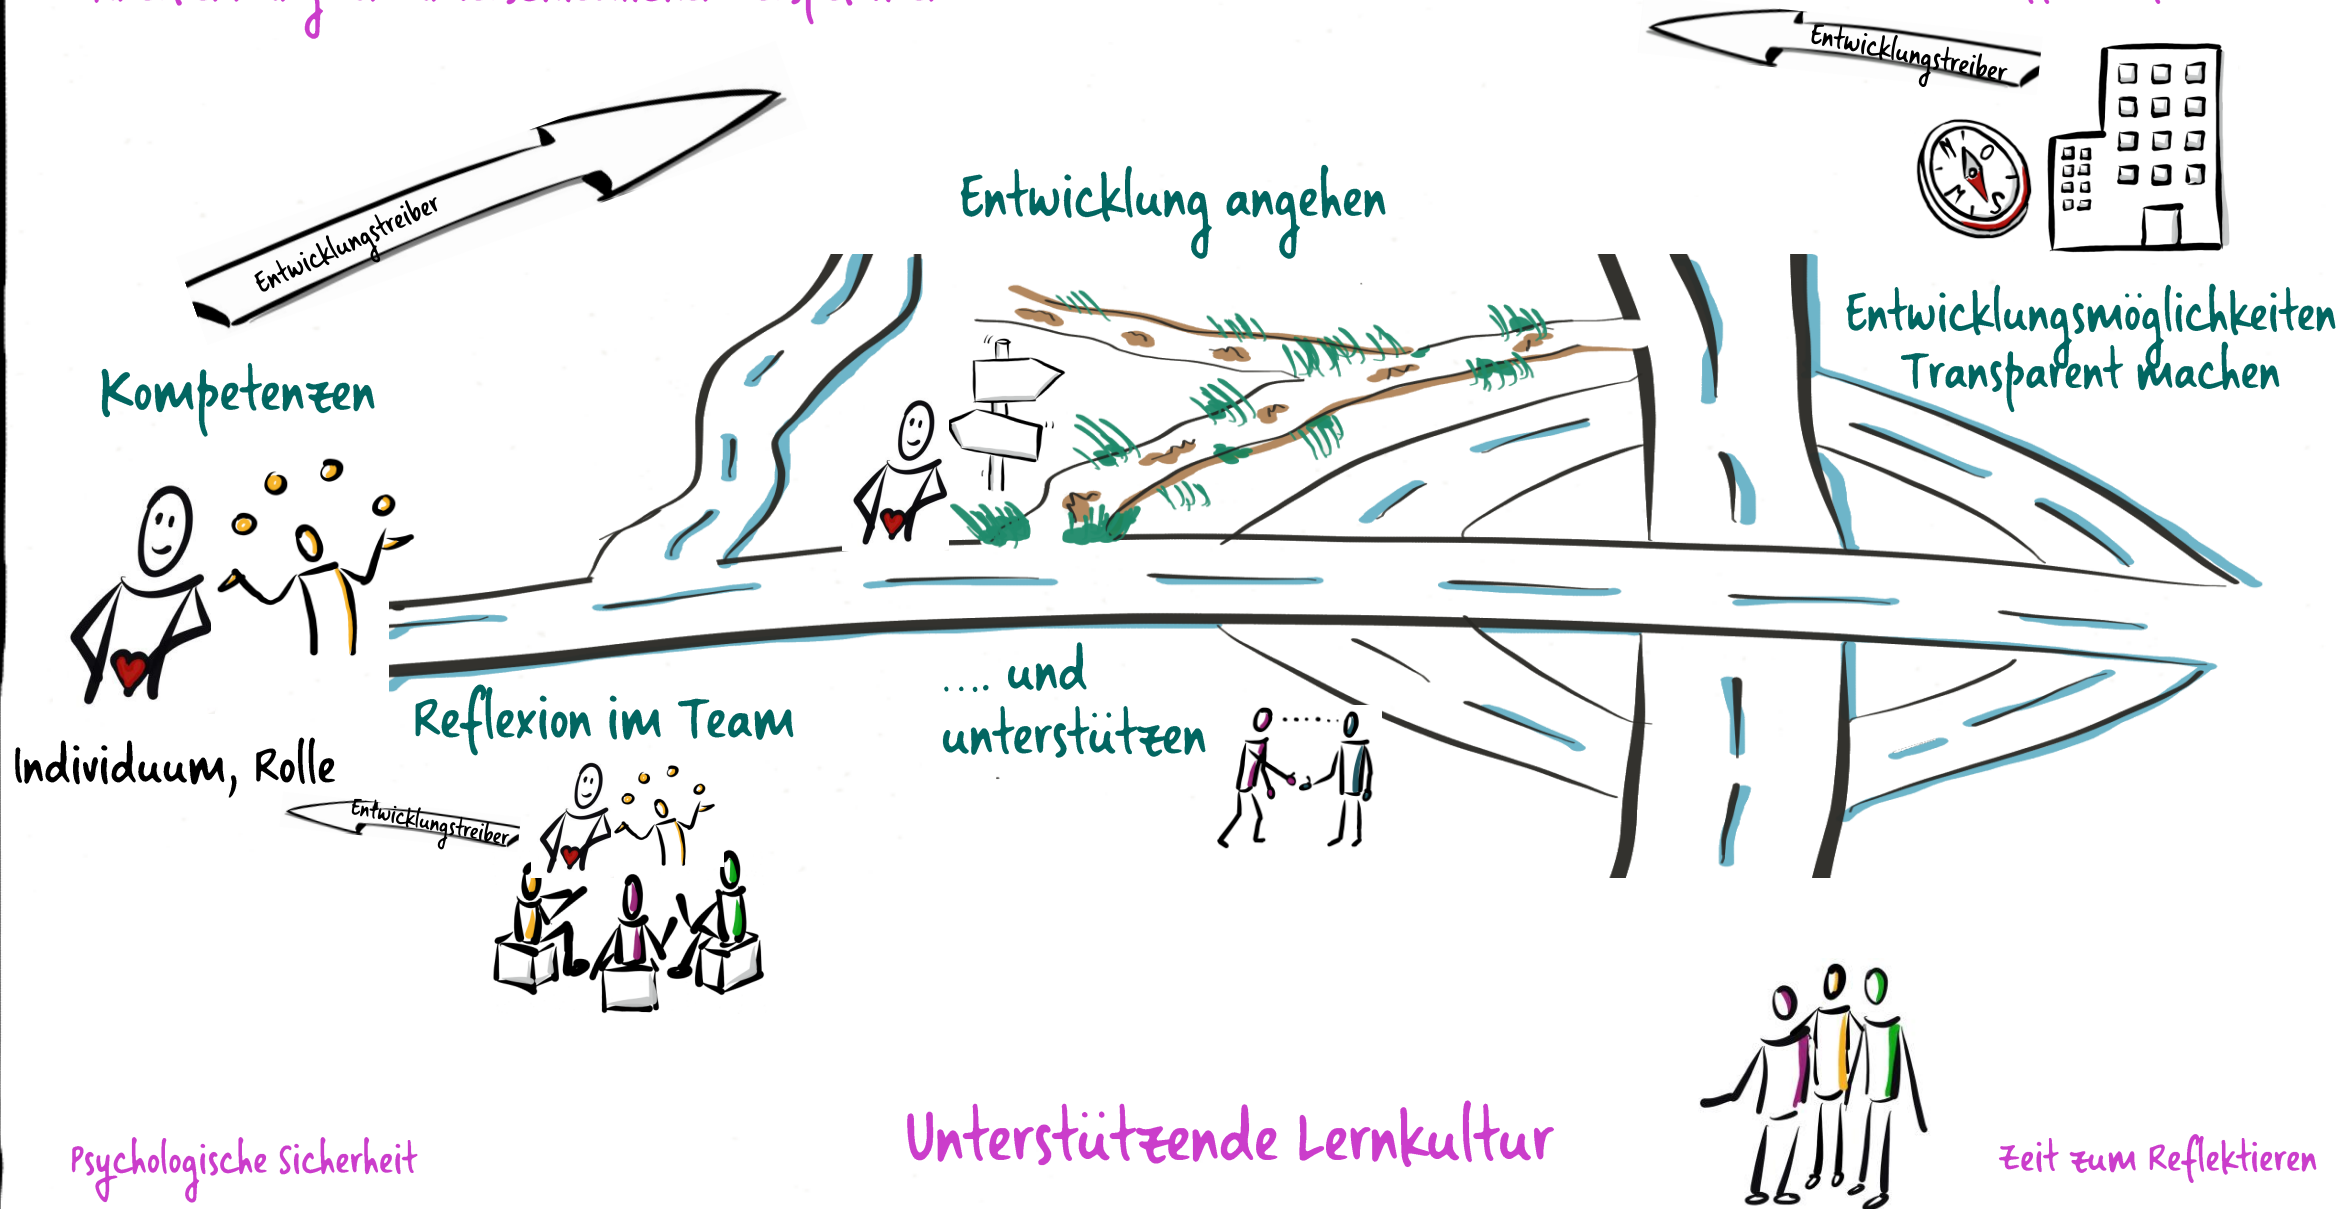 Entwicklungstreiber
Entwicklungstreiber
Entwicklung angehen
Entwicklungsmöglichkeiten
Transparent machen
Kompetenzen
N
O
S
Individuum, Rolle
Reflexion im Team
.... und
unterstützen
Entwicklungstreiber
Unterstützende Lernkultur
Psychologische Sicherheit
Zeit zum Reflektieren